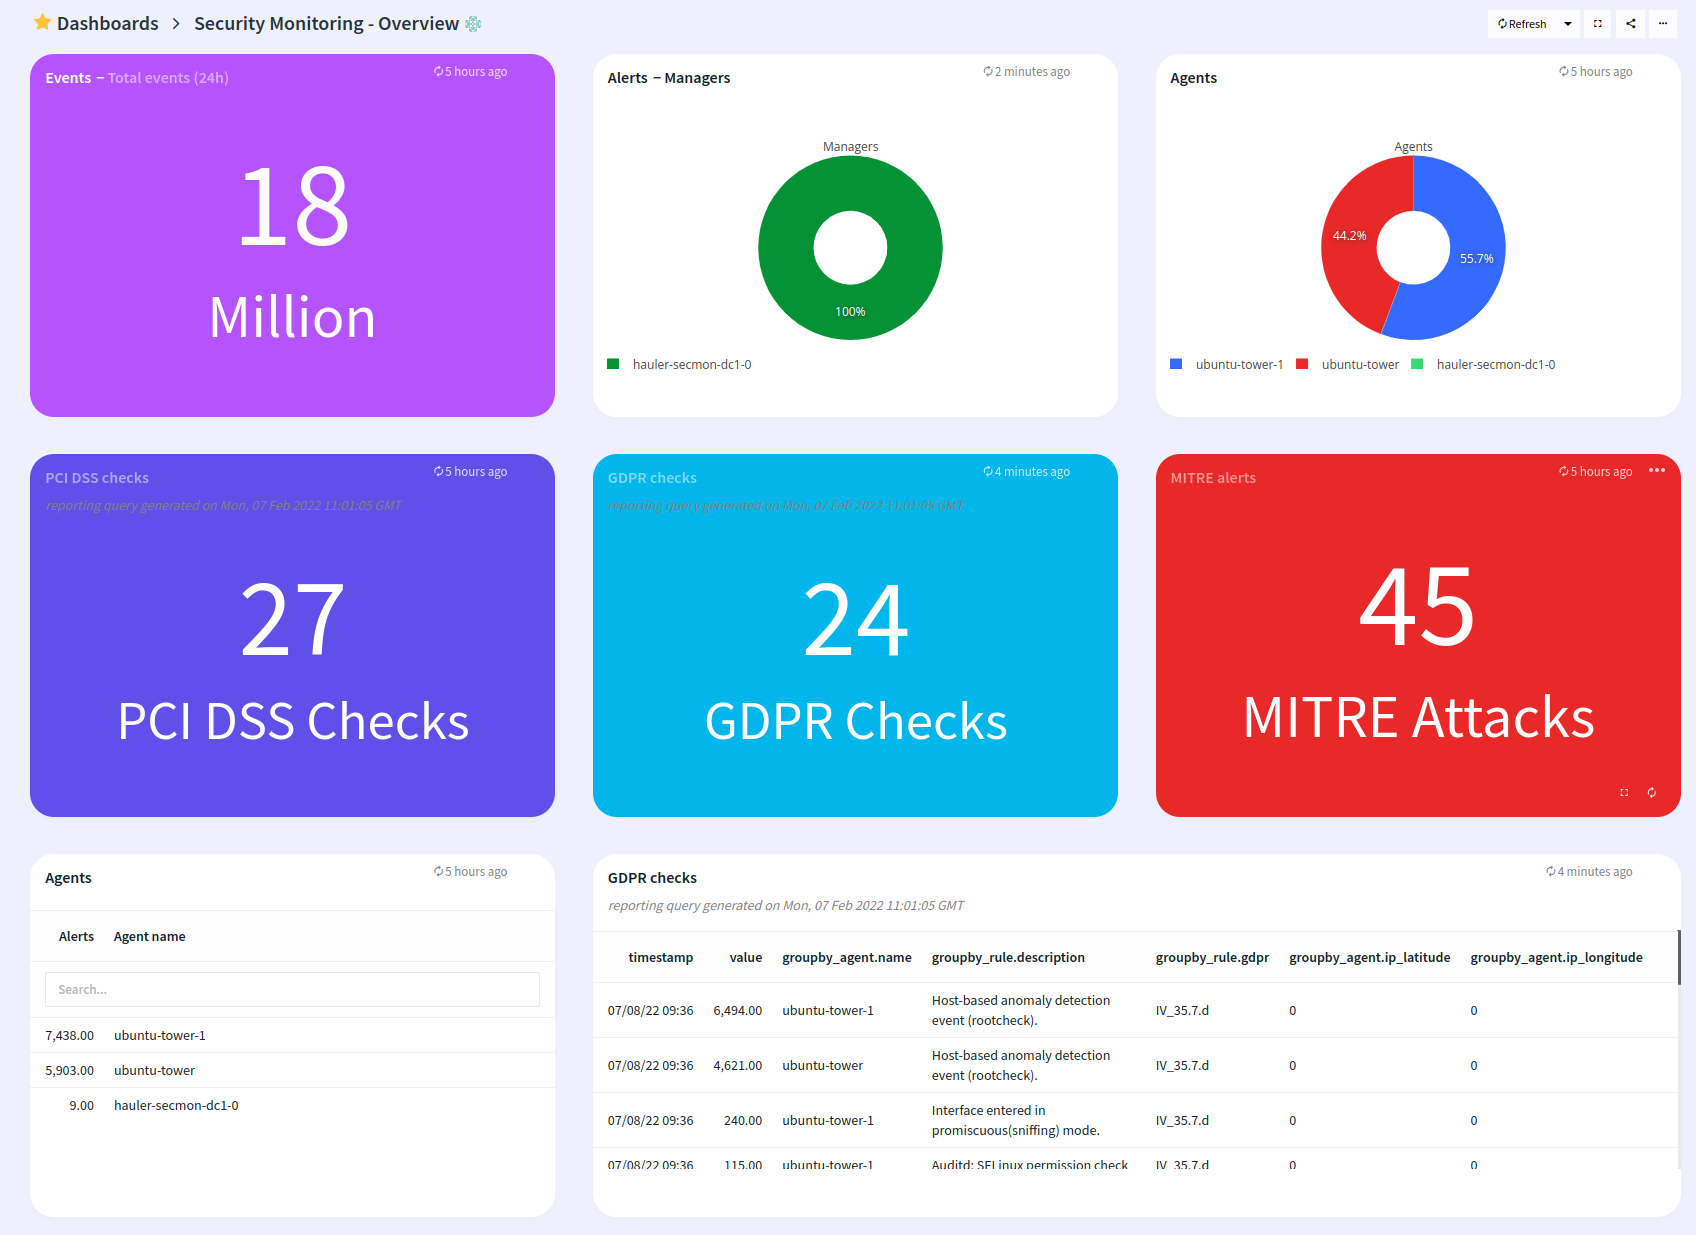 Dashboards > Security Monitoring - Overview
Refresh
Events – Total events (24h)
5 hours ago
18
Million
Alerts – Managers
2 minutes ago
Managers
100%
hauler-secmon-dc1-0
Agents
5 hours ago
Agents
44.2%
55.7%
ubuntu-tower-1 ubuntu-tower hauler-secmon-dc1-0
PCI DSS checks
5 hours ago
reporting query generated on Mon, 07 Feb 2022 11:01:05 GMT
27
PCI DSS Checks
GDPR checks
4 minutes ago
reporting query generated on Mon, 07 Feb 2022 11:01:05 GMT
24
GDPR Checks
MITRE alerts
5 hours ago
45
MITRE Attacks
Agents
5 hours ago
Alerts Agent name
Search...
7,438.00 ubuntu-tower-1
5,903.00 ubuntu-tower
9.00 hauler-secmon-dc1-0
GDPR checks
4 minutes ago
reporting query generated on Mon, 07 Feb 2022 11:01:05 GMT
timestamp value groupby_agent.name groupby_rule.description groupby_rule.gdpr groupby_agent.ip_latitude groupby_agent.ip_longitude
07/08/22 09:36 6,494.00 ubuntu-tower-1 Host-based anomaly detection event (rootcheck). IV_35.7.d 0 0
07/08/22 09:36 4,621.00 ubuntu-tower Host-based anomaly detection event (rootcheck). IV_35.7.d 0 0
07/08/22 09:36 240.00 ubuntu-tower-1 Interface entered in promiscuous(sniffing) mode. IV_35.7.d 0 0
07/08/22 09:36 115.00 ubuntu-tower-1 Auditd: SELinux permission check IV_35.7.d 0 0